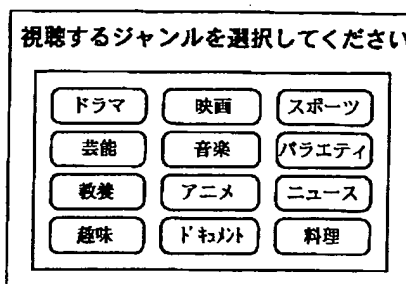 視聴するジャンルを選択してください
ドラマ 映画 スポーツ
芸能 音楽 バラエティ
教養 アニメ ニュース
趣味 ドキュメント 料理